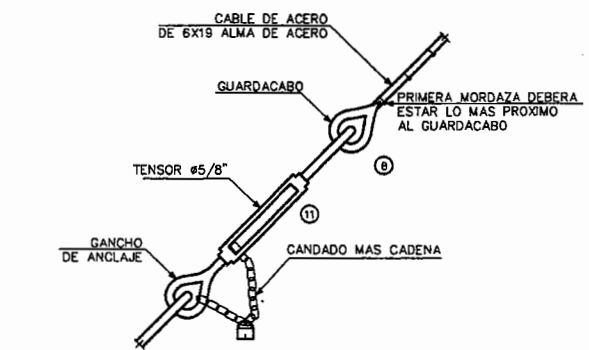 CABLE DE ACERO
DE 6X19 ALMA DE ACERO
GUARDACABO
PRIMERA MORDAZA DEBERA
ESTAR LO MAS PROXIMO
AL GUARDACABO
8
TENSOR ø5/8"
11
GANCHO
DE ANCLAJE
CANDADO MAS CADENA